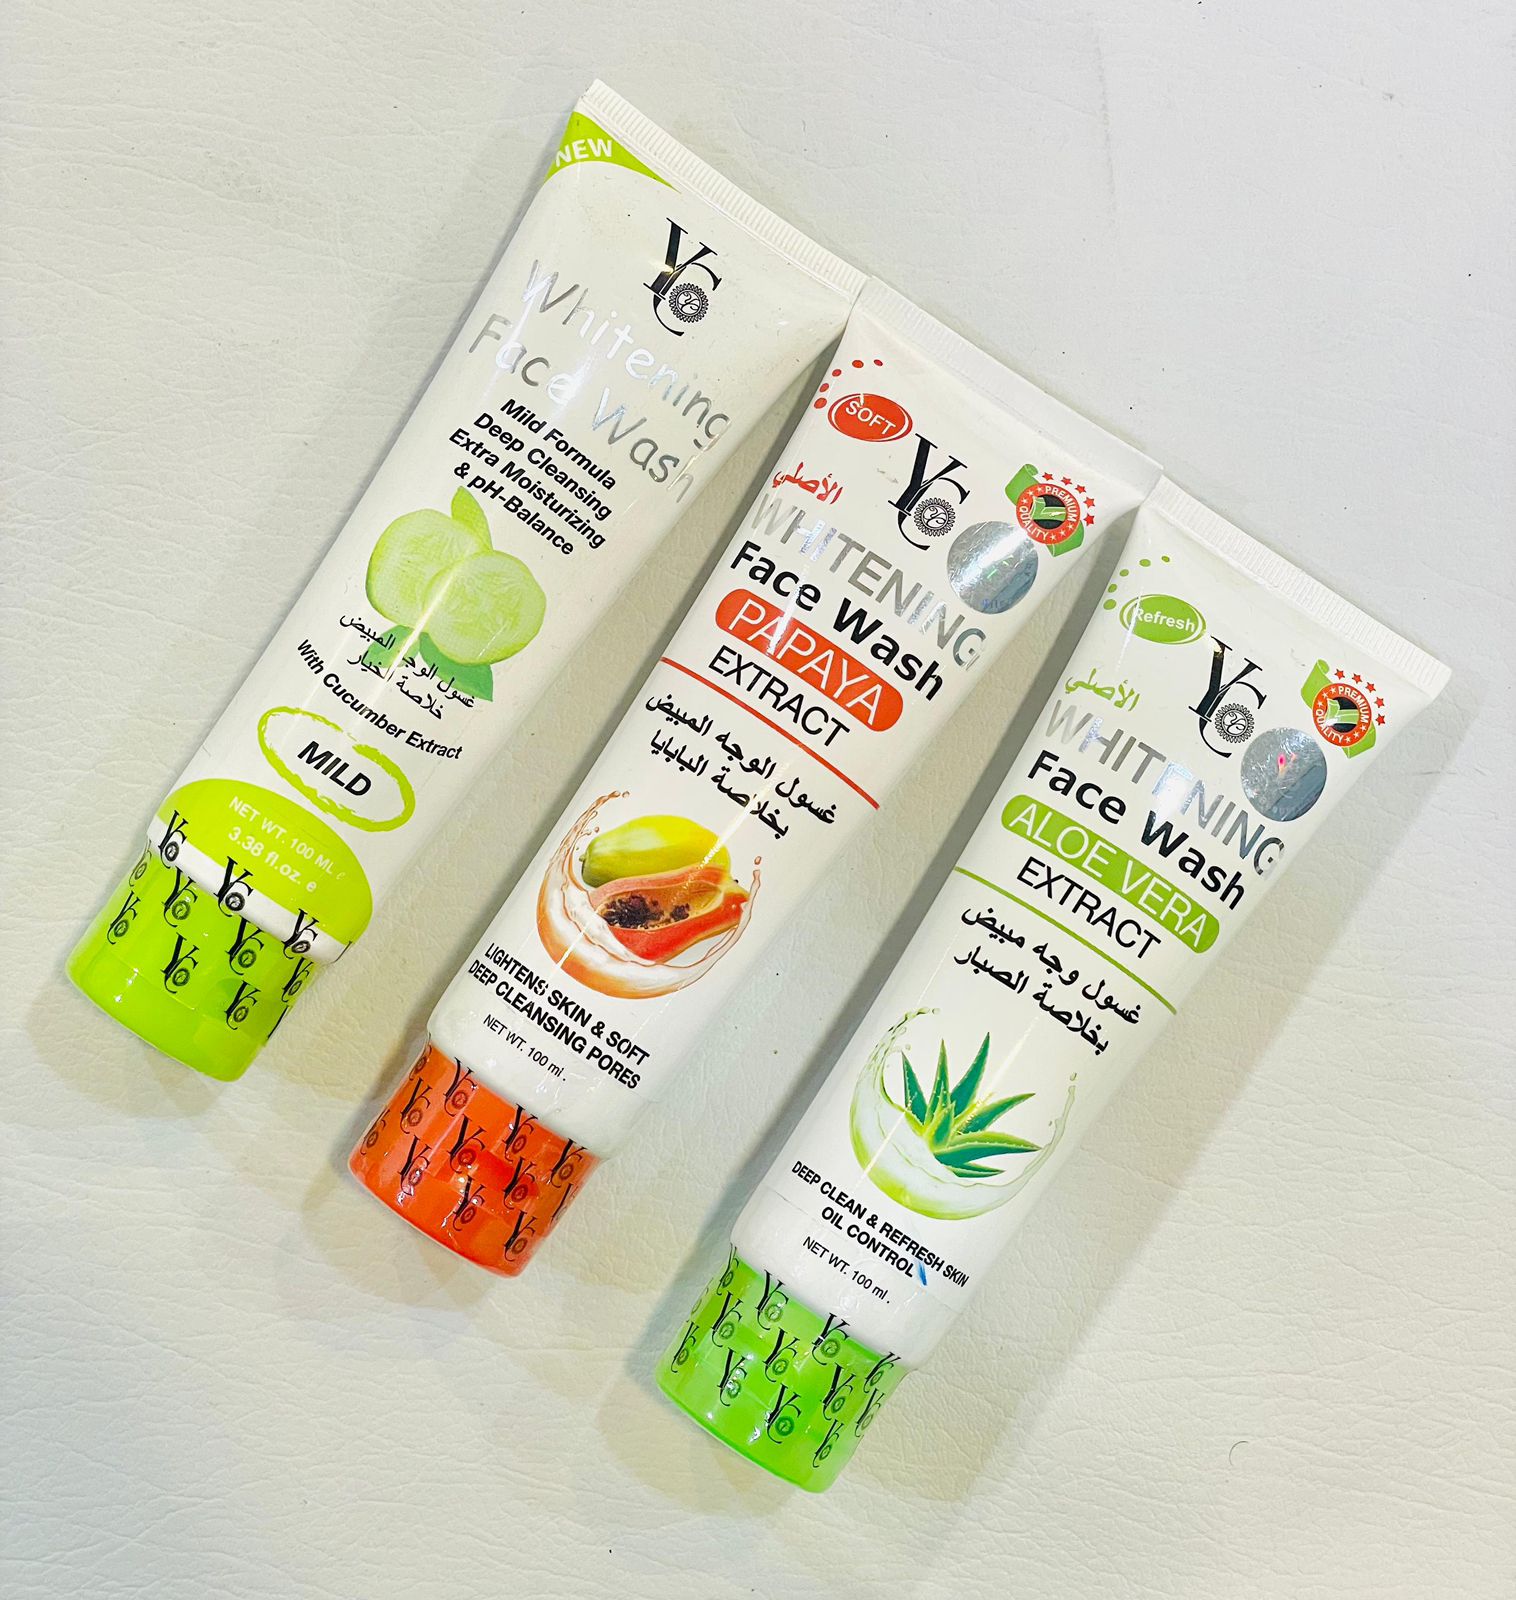 NEW
YC
Whitening
Face Wash
Mild Formula
Deep Cleansing
Extra Moisturizing
& pH-Balance
غسول الوجه المبيض
خلاصة الخيار
With Cucumber Extract
MILD
NET WT. 100 ML e
3.38 fl.oz. e
SOFT
YC
PREMIUM
QUALITY
الأصلي
WHITENING
Face Wash
PAPAYA
EXTRACT
غسول الوجه المبيض
بخلاصة البابايا
LIGHTENS SKIN & SOFT
DEEP CLEANSING PORES
NET WT. 100 ml.
Refresh
YC
PREMIUM
QUALITY
الأصلي
WHITENING
Face Wash
ALOE VERA
EXTRACT
غسول وجه مبيض
بخلاصة الصبار
DEEP CLEAN & REFRESH SKIN
OIL CONTROL
NET WT. 100 ml.